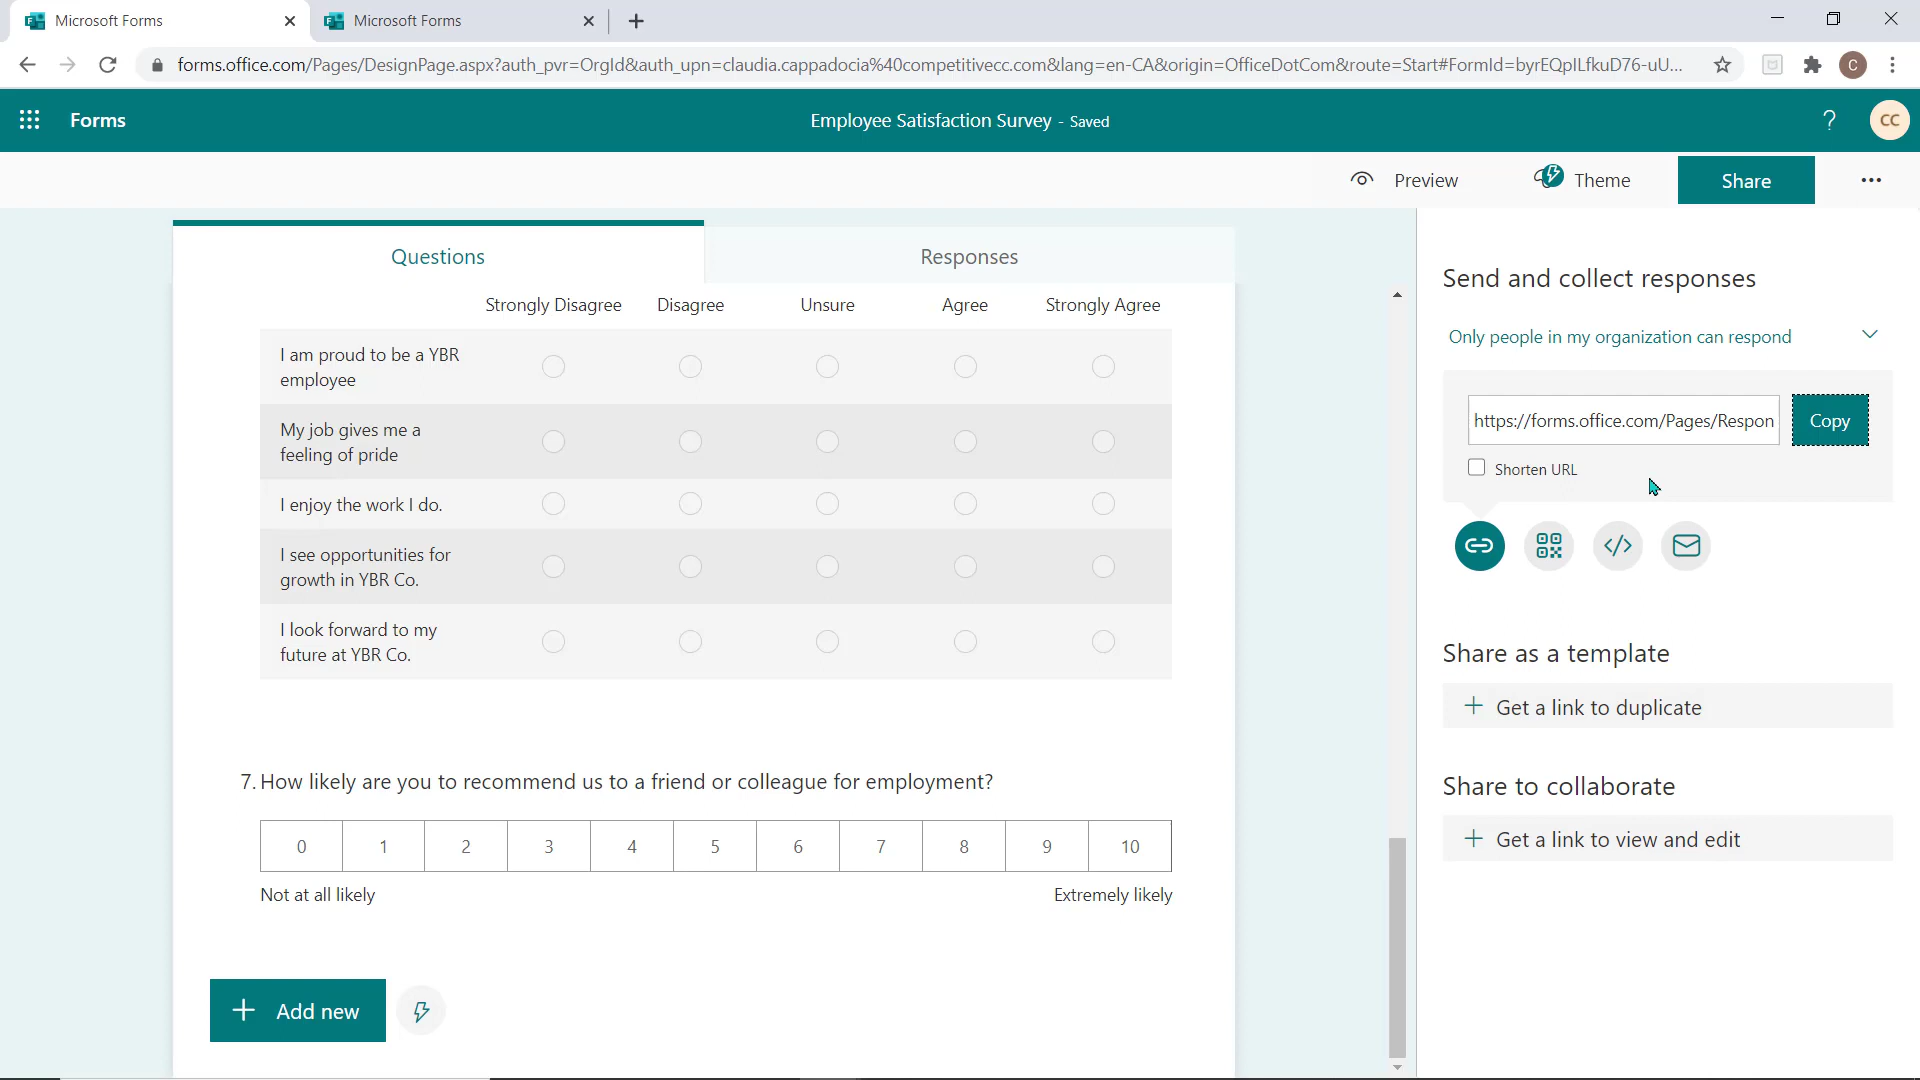 Microsoft Forms
Microsoft Forms
forms.office.com/Pages/DesignPage.aspx?auth_pvr=OrgId&auth_upn=claudia.cappadocia%40competitivecc.com&lang=en-CA&origin=OfficeDotCom&route=Start#FormId=byrEQpILfkuD76-uU...
C
Forms
Employee Satisfaction Survey - Saved
?
CC
Preview
Theme
Share
Questions
Responses
Strongly Disagree Disagree Unsure Agree Strongly Agree
I am proud to be a YBR
employee
My job gives me a
feeling of pride
I enjoy the work I do.
I see opportunities for
growth in YBR Co.
I look forward to my
future at YBR Co.
7. How likely are you to recommend us to a friend or colleague for employment?
0 1 2 3 4 5 6 7 8 9 10
Not at all likely Extremely likely
Add new
Send and collect responses
Only people in my organization can respond
https://forms.office.com/Pages/Respon
Copy
Shorten URL
Share as a template
Get a link to duplicate
Share to collaborate
Get a link to view and edit